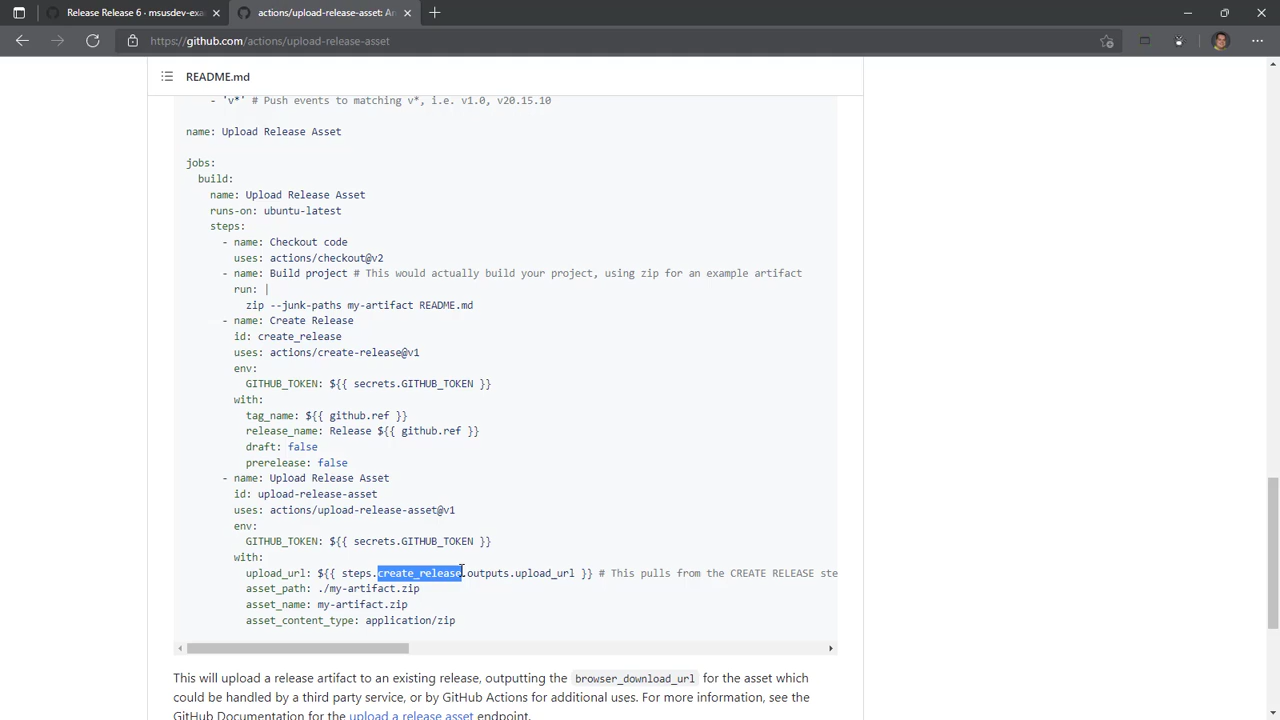 Release Release 6 · msusdev-exa
actions/upload-release-asset: An
https://github.com/actions/upload-release-asset
README.md
- 'v*' # Push events to matching v*, i.e. v1.0, v20.15.10
name: Upload Release Asset
jobs:
build:
name: Upload Release Asset
runs-on: ubuntu-latest
steps:
- name: Checkout code
uses: actions/checkout@v2
- name: Build project # This would actually build your project, using zip for an example artifact
run: |
zip --junk-paths my-artifact README.md
- name: Create Release
id: create_release
uses: actions/create-release@v1
env:
GITHUB_TOKEN: ${{ secrets.GITHUB_TOKEN }}
with:
tag_name: ${{ github.ref }}
release_name: Release ${{ github.ref }}
draft: false
prerelease: false
- name: Upload Release Asset
id: upload-release-asset
uses: actions/upload-release-asset@v1
env:
GITHUB_TOKEN: ${{ secrets.GITHUB_TOKEN }}
with:
upload_url: ${{ steps.create_release.outputs.upload_url }} # This pulls from the CREATE RELEASE ste
asset_path: ./my-artifact.zip
asset_name: my-artifact.zip
asset_content_type: application/zip
This will upload a release artifact to an existing release, outputting the browser_download_url for the asset which
could be handled by a third party service, or by GitHub Actions for additional uses. For more information, see the
GitHub Documentation for the upload a release asset endpoint.